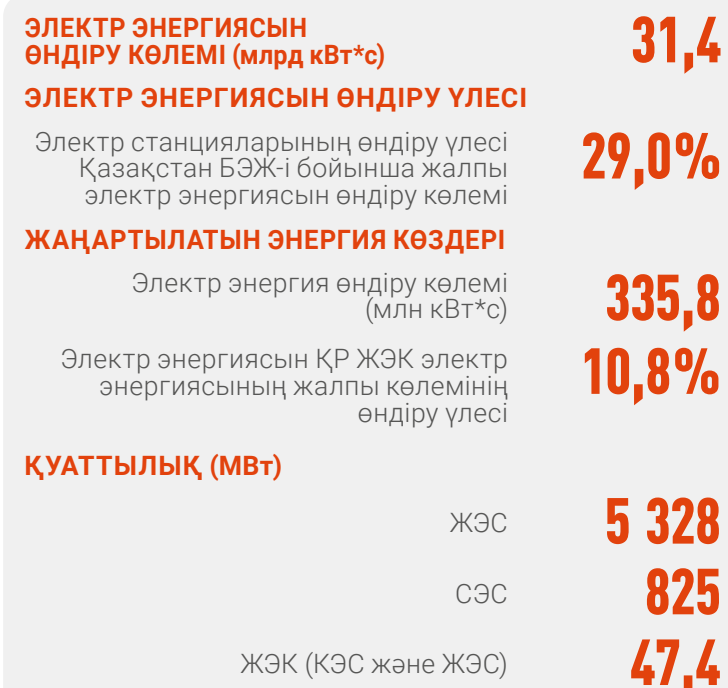 ЭЛЕКТР ЭНЕРГИЯСЫН
ӨНДІРУ КӨЛЕМІ (млрд кВт*с)
31,4
ЭЛЕКТР ЭНЕРГИЯСЫН ӨНДІРУ ҮЛЕСІ
Электр станцияларының өндіру үлесі
Қазақстан БЭЖ-і бойынша жалпы
электр энергиясын өндіру көлемі
29,0%
ЖАҢАРТЫЛАТЫН ЭНЕРГИЯ КӨЗДЕРІ
Электр энергия өндіру көлемі
(млн кВт*с)
335,8
Электр энергиясын ҚР ЖЭК электр
энергиясының жалпы көлемінің
өндіру үлесі
10,8%
ҚУАТТЫЛЫҚ (МВт)
ЖЭС
5 328
СЭС
825
ЖЭК (КЭС және ЖЭС)
47,4